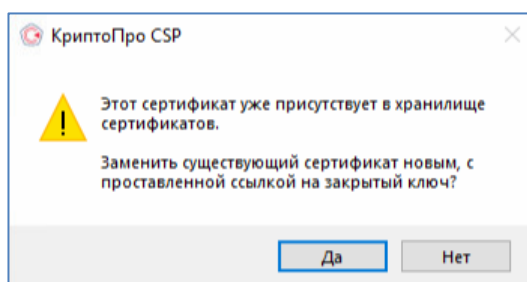 КриптоПро CSP
Этот сертификат уже присутствует в хранилище
сертификатов.
Заменить существующий сертификат новым, с
проставленной ссылкой на закрытый ключ?
Да
Нет